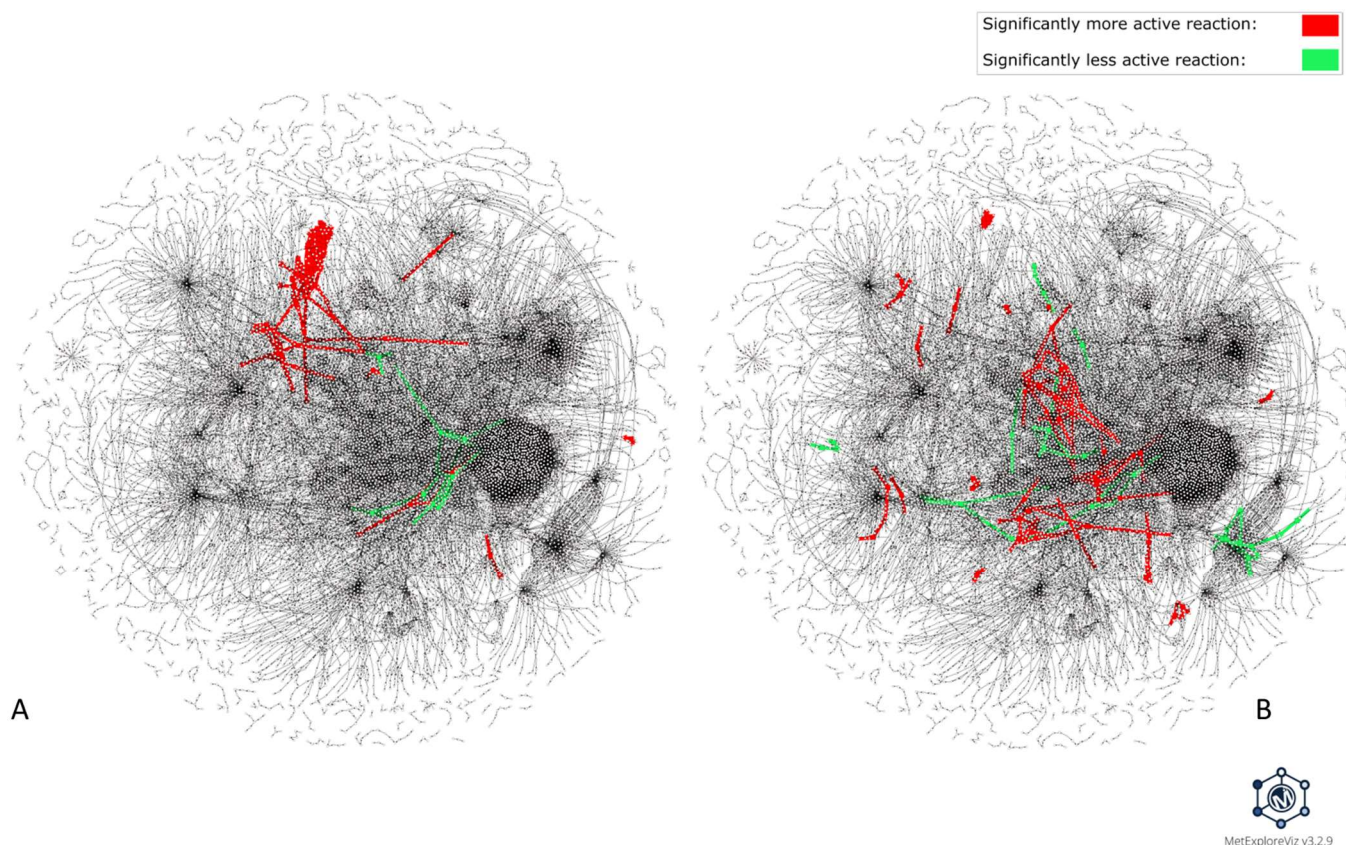 Significantly more active reaction:
Significantly less active reaction:
A
B
MetExploreViz v3.2.9